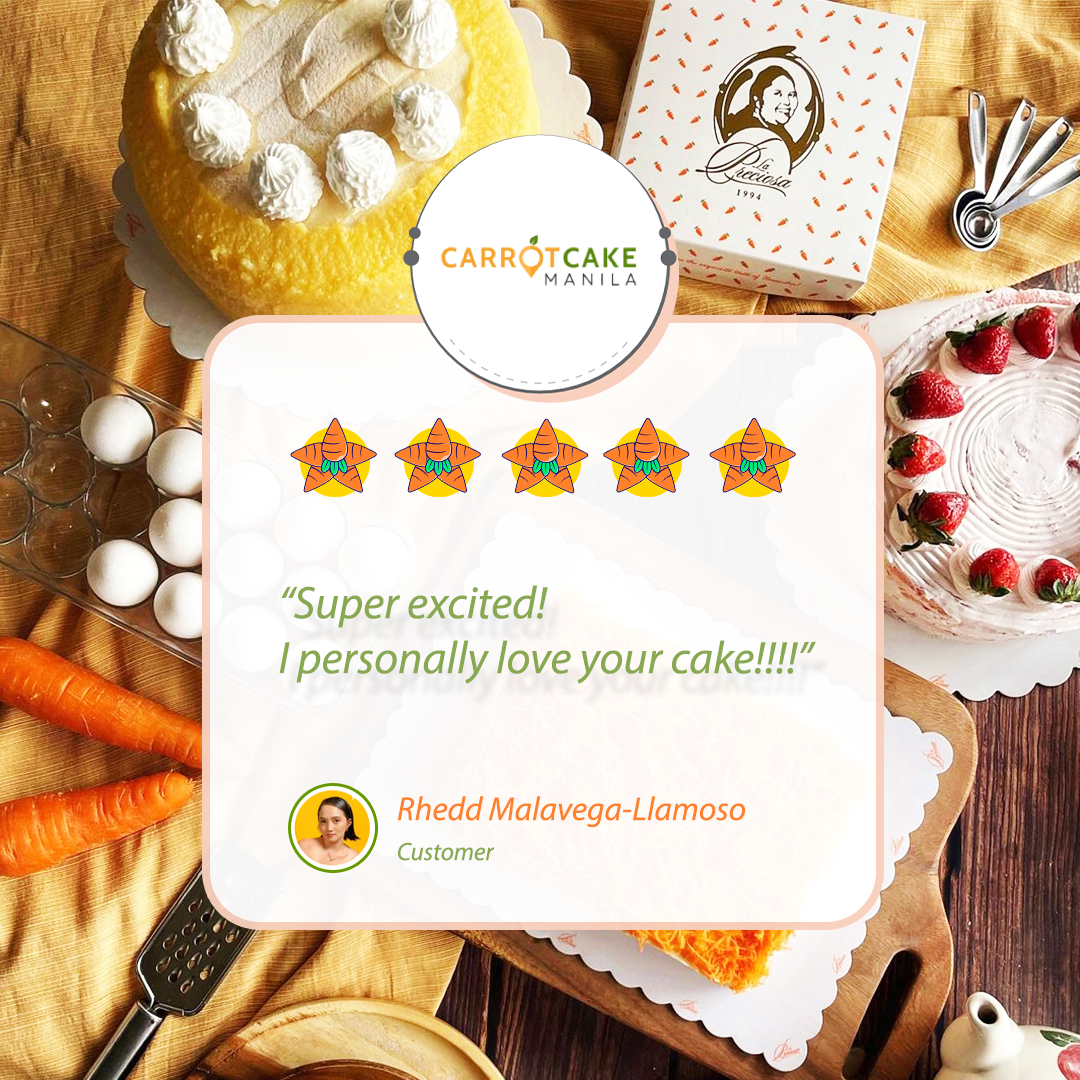 La
Preciosa
1994
CARROTCAKE
MANILA
“Super excited!
I personally love your cake!!!!”
Rhedd Malavega-Llamoso
Customer